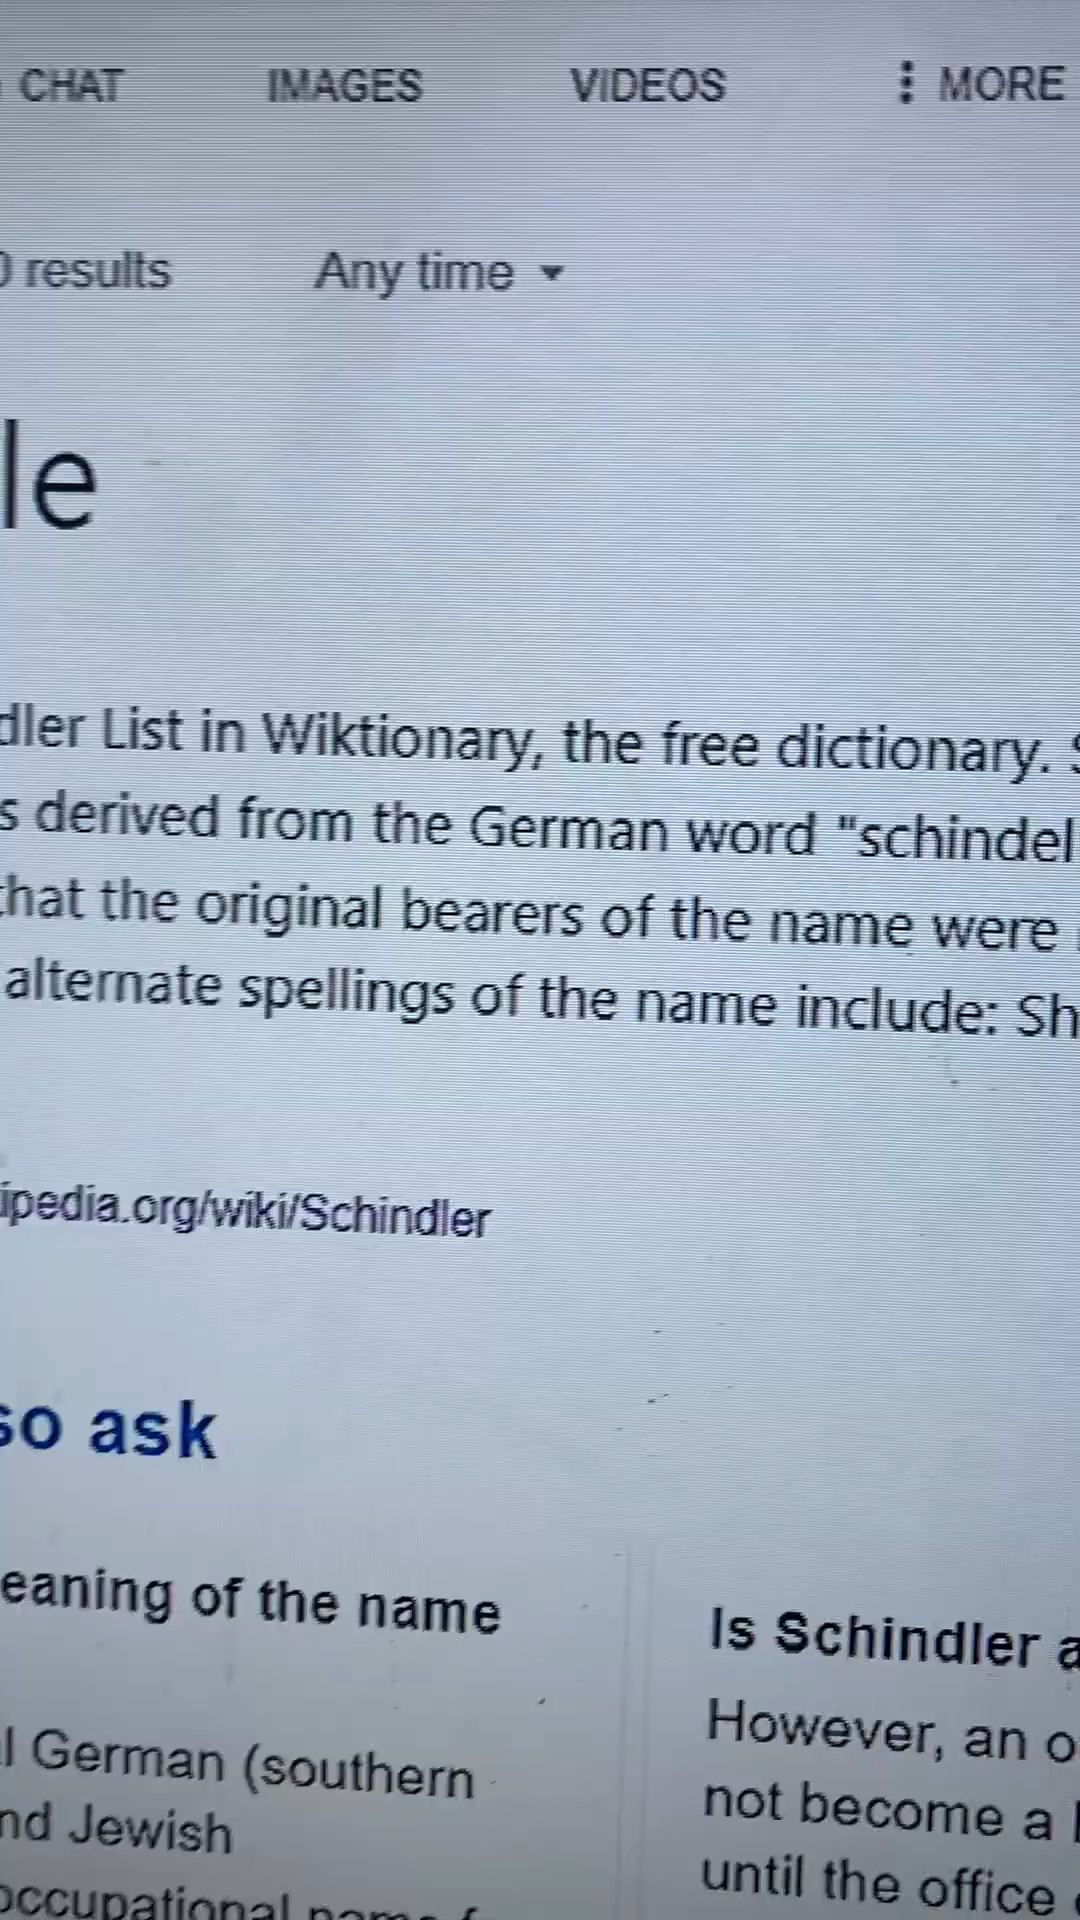 CHAT IMAGES VIDEOS MORE
results Any time
le
dler List in Wiktionary, the free dictionary.
s derived from the German word "schindel
that the original bearers of the name were
alternate spellings of the name include: Sh
ipedia.org/wiki/Schindler
so ask
eaning of the name
Is Schindler a
However, an o
l German (southern
not become a
nd Jewish
until the office
occupational name f